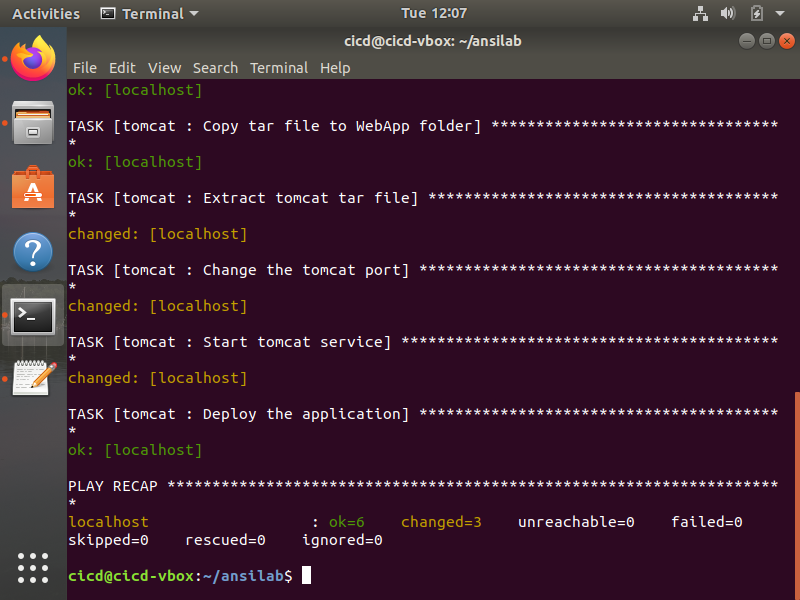 Activities Terminal Tue 12:07
cicd@cicd-vbox: ~/ansilab
File Edit View Search Terminal Help
ok: [localhost]
TASK [tomcat : Copy tar file to WebApp folder] ********************************
*
ok: [localhost]
TASK [tomcat : Extract tomcat tar file] ***************************************
*
changed: [localhost]
TASK [tomcat : Change the tomcat port] ****************************************
*
changed: [localhost]
TASK [tomcat : Start tomcat service] ******************************************
*
changed: [localhost]
TASK [tomcat : Deploy the application] ****************************************
*
ok: [localhost]
PLAY RECAP ********************************************************************
*
localhost                  : ok=6    changed=3    unreachable=0    failed=0
skipped=0    rescued=0    ignored=0
cicd@cicd-vbox:~/ansilab$